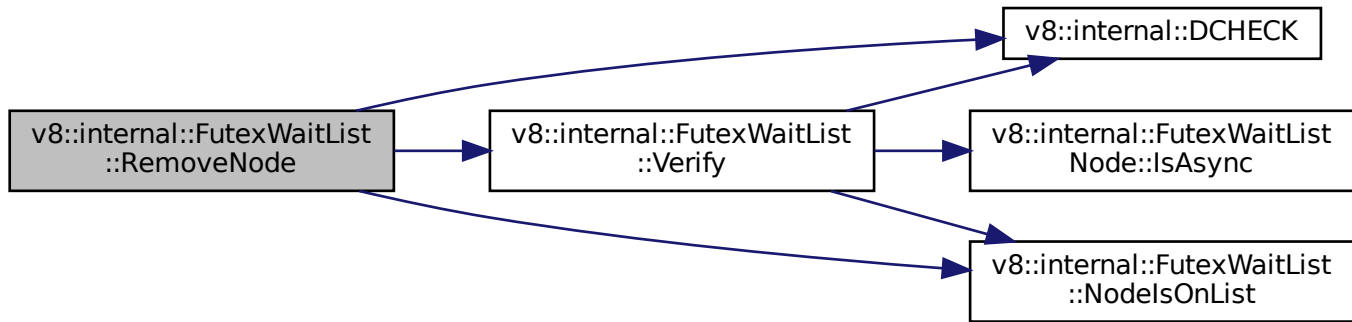 v8::internal::DCHECK
v8::internal::FutexWaitList
::RemoveNode
v8::internal::FutexWaitList
::Verify
v8::internal::FutexWaitList
Node::IsAsync
v8::internal::FutexWaitList
::NodeIsOnList